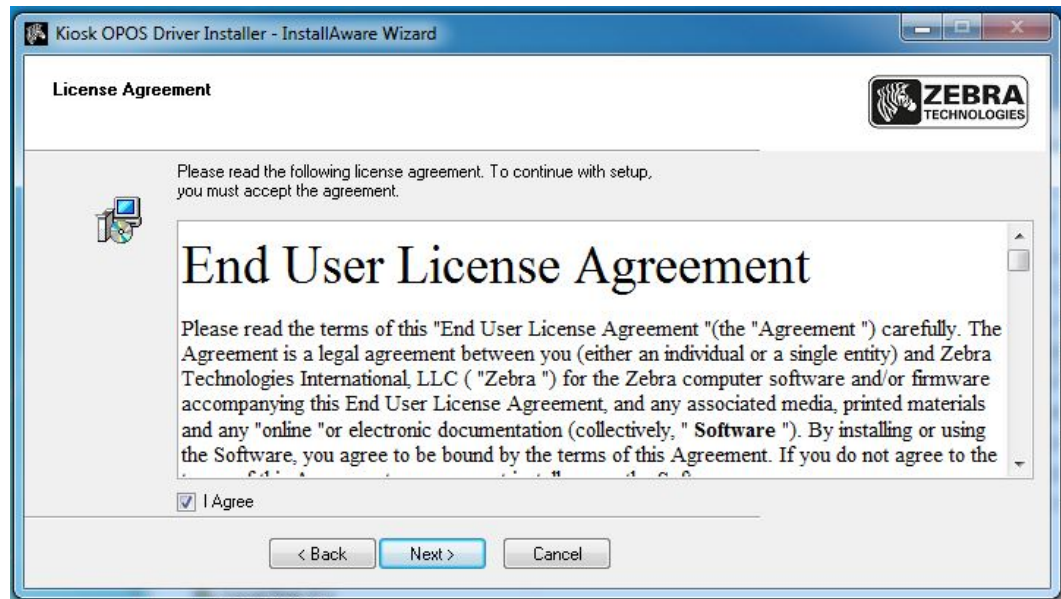 Kiosk OPOS Driver Installer - InstallAware Wizard
License Agreement
ZEBRA
TECHNOLOGIES
Please read the following license agreement. To continue with setup,
you must accept the agreement.
End User License Agreement
Please read the terms of this "End User License Agreement "(the "Agreement ") carefully. The
Agreement is a legal agreement between you (either an individual or a single entity) and Zebra
Technologies International, LLC ( "Zebra ") for the Zebra computer software and/or firmware
accompanying this End User License Agreement, and any associated media, printed materials
and any "online "or electronic documentation (collectively, " Software "). By installing or using
the Software, you agree to be bound by the terms of this Agreement. If you do not agree to the
I Agree
< Back Next > Cancel